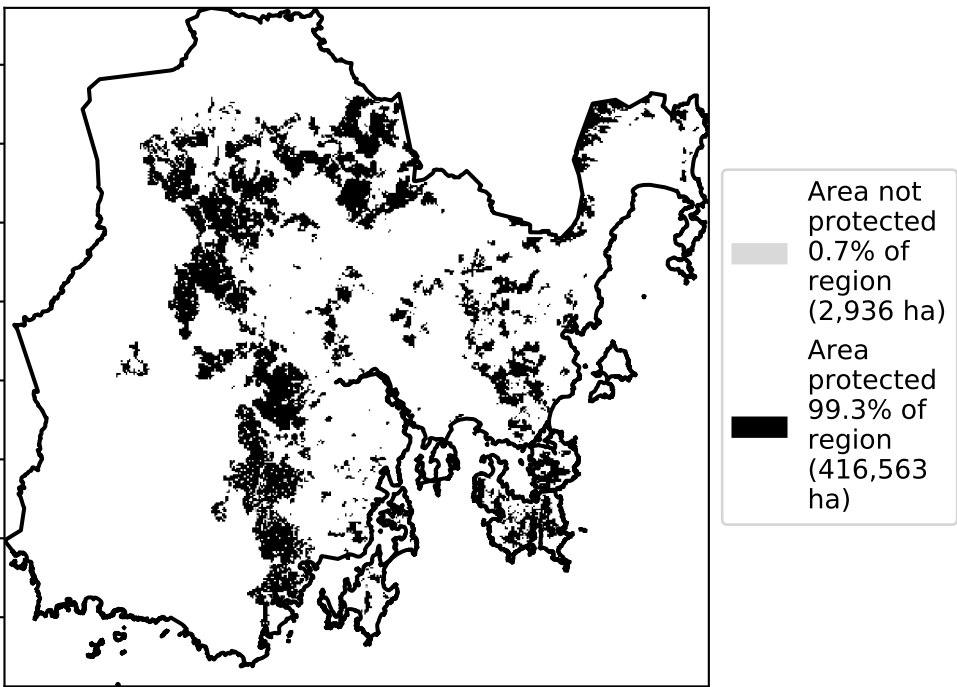 Area not
protected
0.7% of
region
(2,936 ha)
Area
protected
99.3% of
region
(416,563
ha)